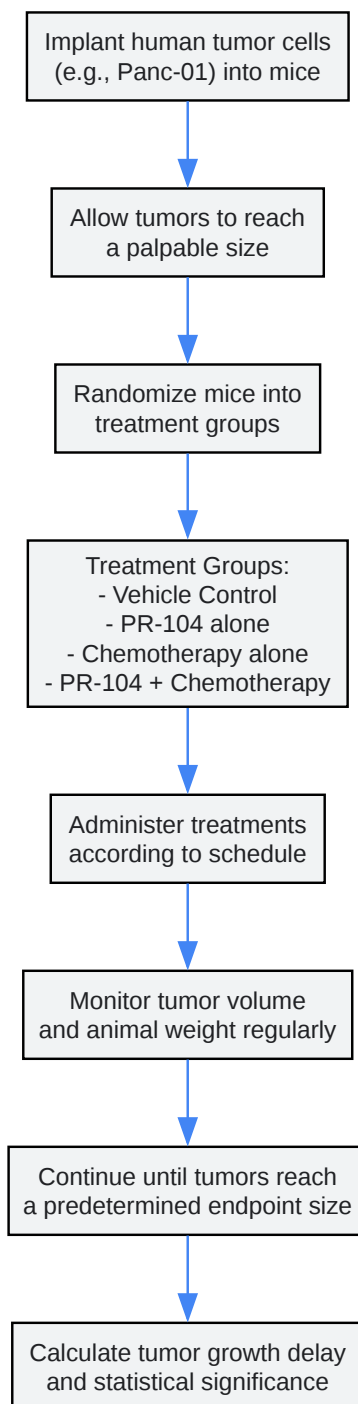 Implant human tumor cells
(e.g., Panc-01) into mice
Allow tumors to reach
a palpable size
Randomize mice into
treatment groups
Treatment Groups:
- Vehicle Control
- PR-104 alone
- Chemotherapy alone
- PR-104 + Chemotherapy
Administer treatments
according to schedule
Monitor tumor volume
and animal weight regularly
Continue until tumors reach
a predetermined endpoint size
Calculate tumor growth delay
and statistical significance